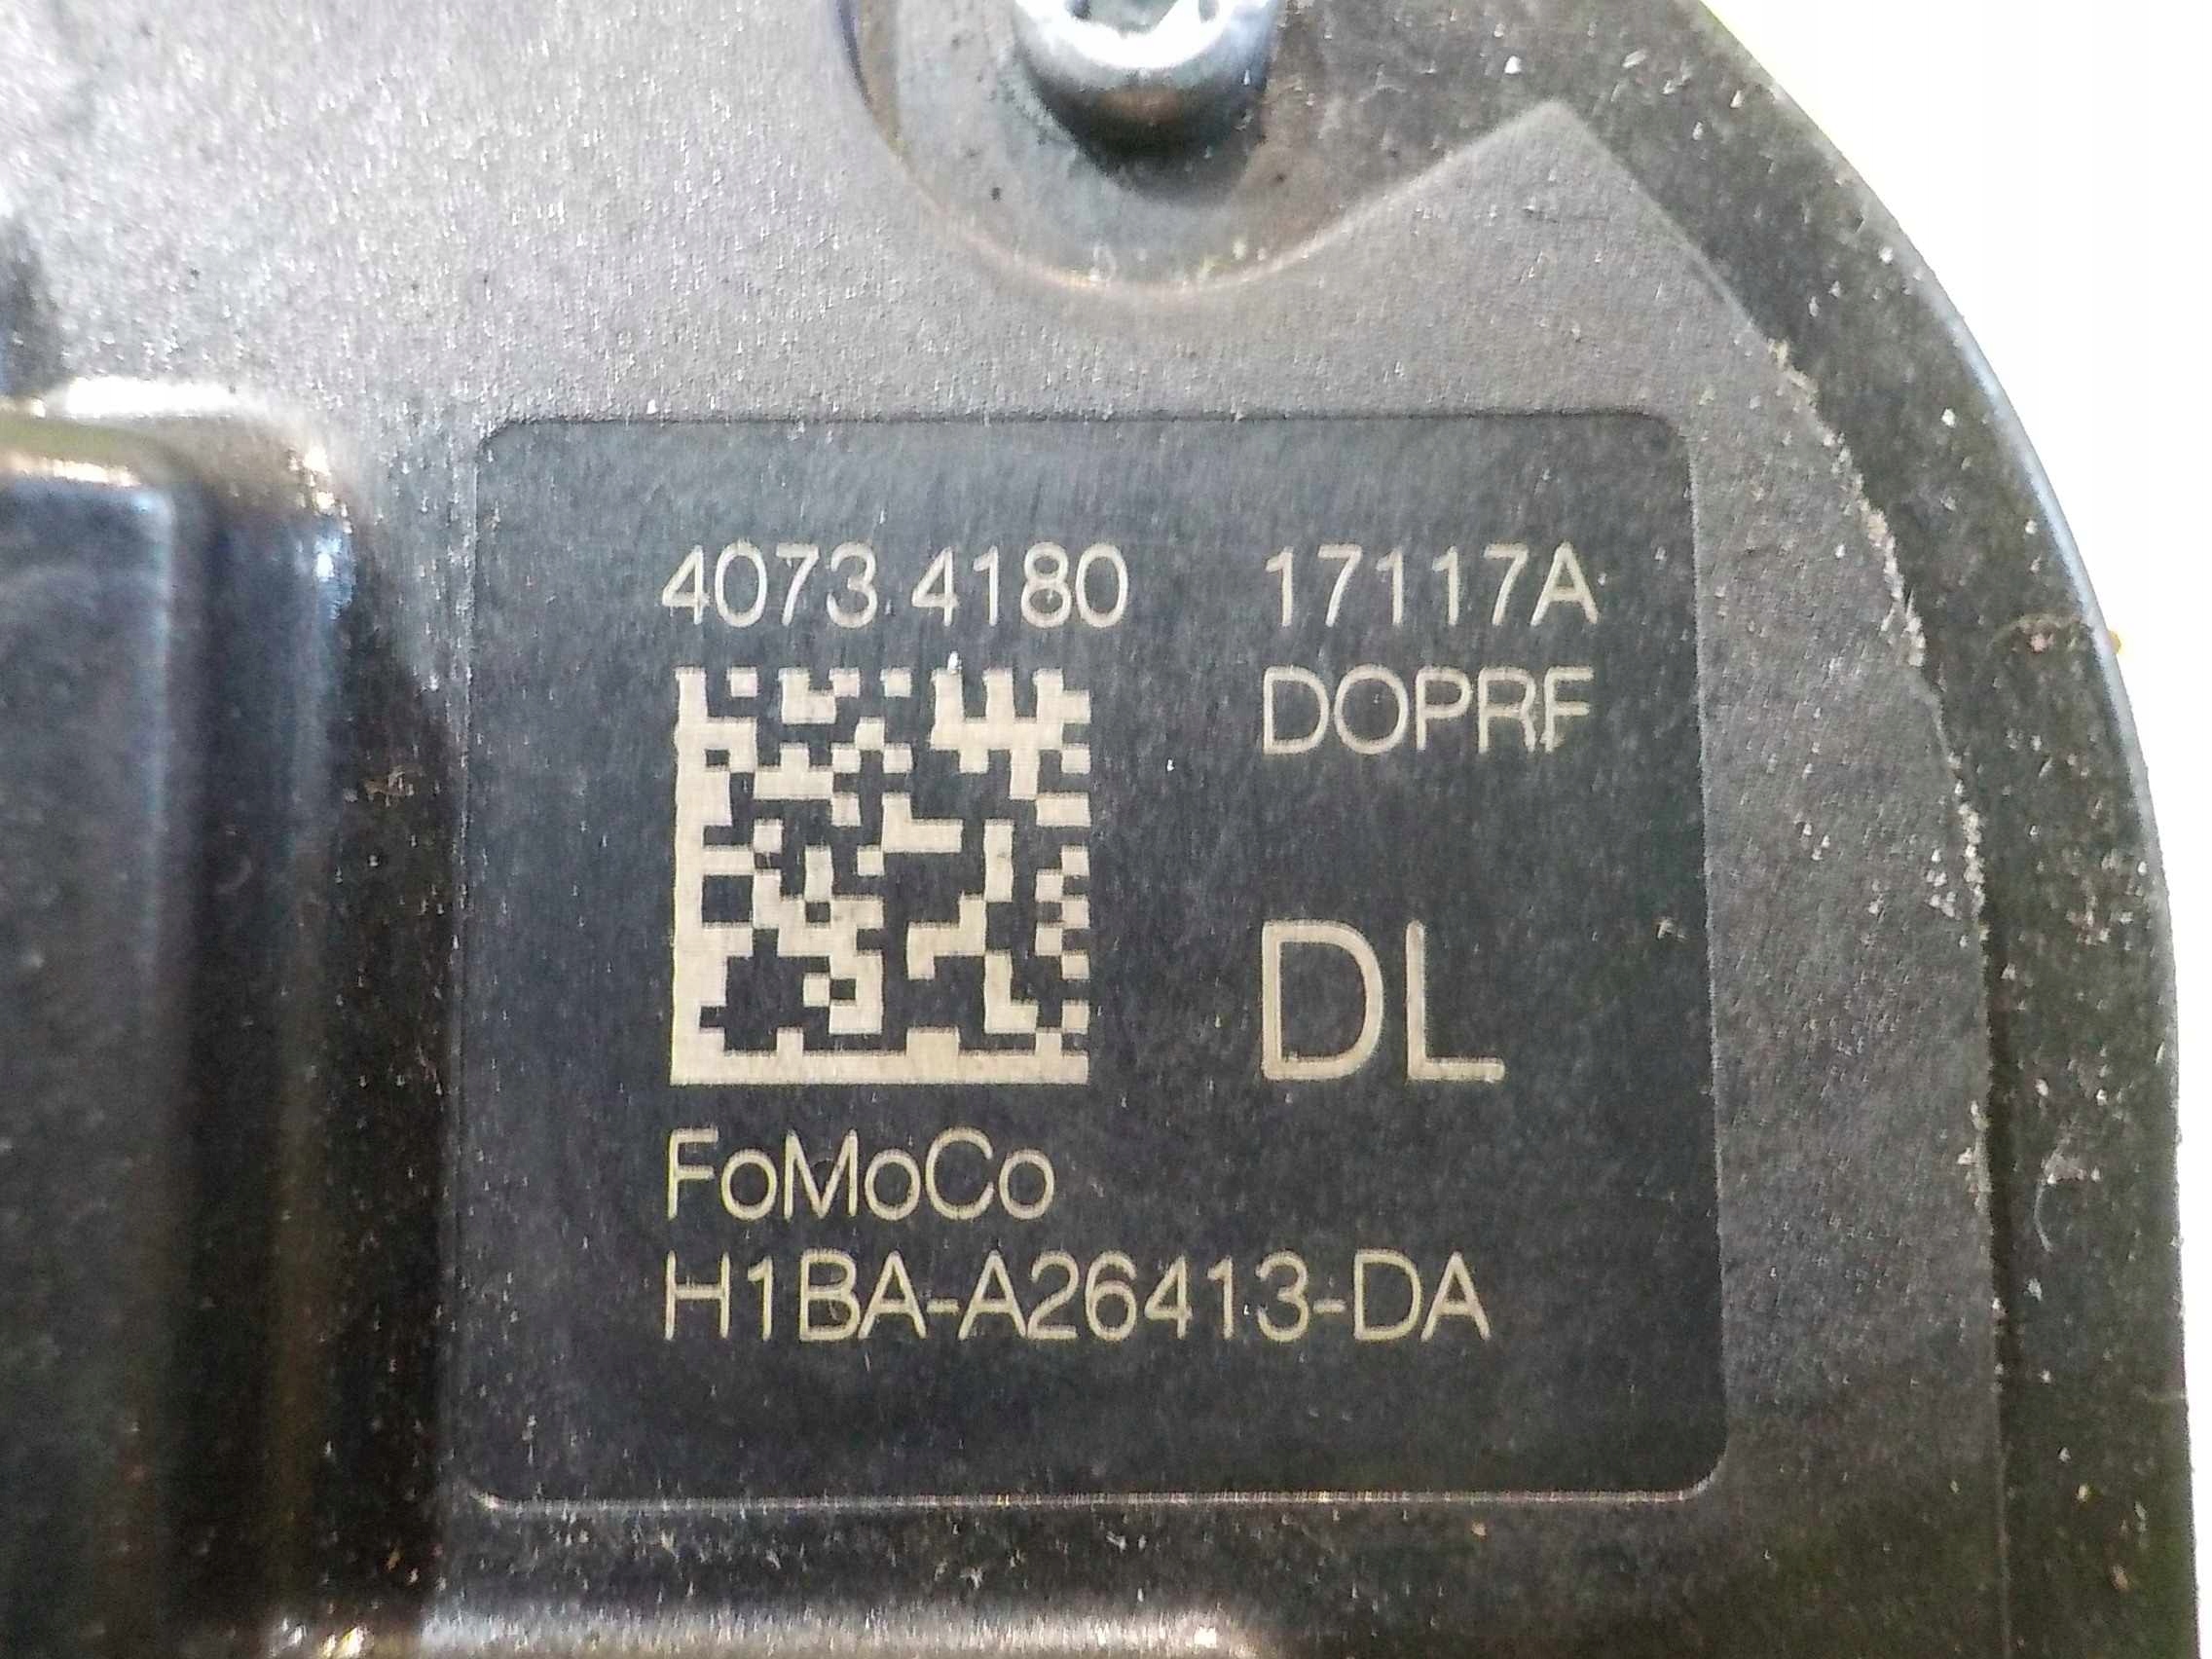 4073 4180 17117A
DOPRF
DL
FoMoCo
H1BA-A26413-DA